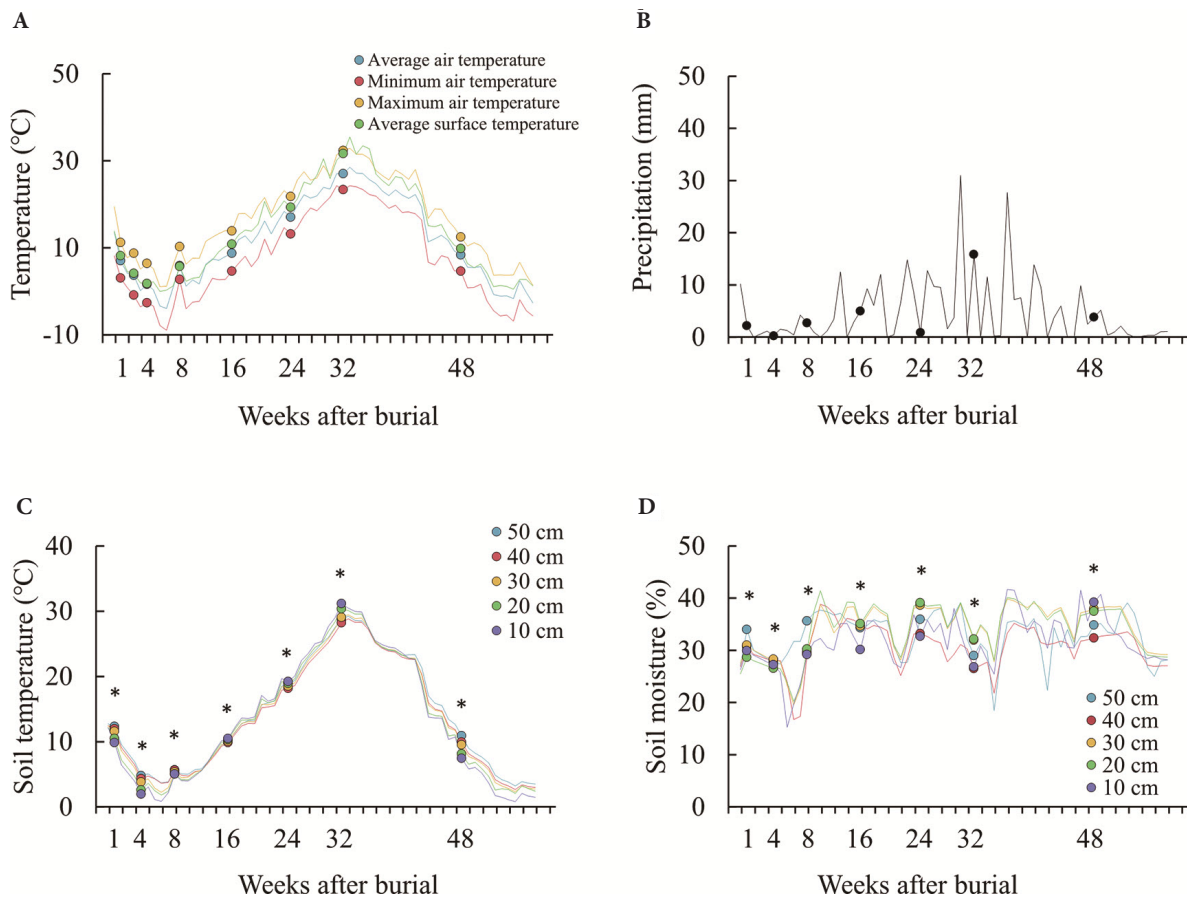 A
Average air temperature
Minimum air temperature
Maximum air temperature
Average surface temperature
50
30
10
-10
Temperature (°C)
1 4 8 16 24 32 48
Weeks after burial
B
50
40
30
20
10
0
Precipitation (mm)
1 4 8 16 24 32 48
Weeks after burial
C
50 cm
40 cm
30 cm
20 cm
10 cm
40
30
20
10
0
Soil temperature (°C)
* * * * * * *
1 4 8 16 24 32 48
Weeks after burial
D
50
40
30
20
10
0
Soil moisture (%)
* * * * * * *
50 cm
40 cm
30 cm
20 cm
10 cm
1 4 8 16 24 32 48
Weeks after burial